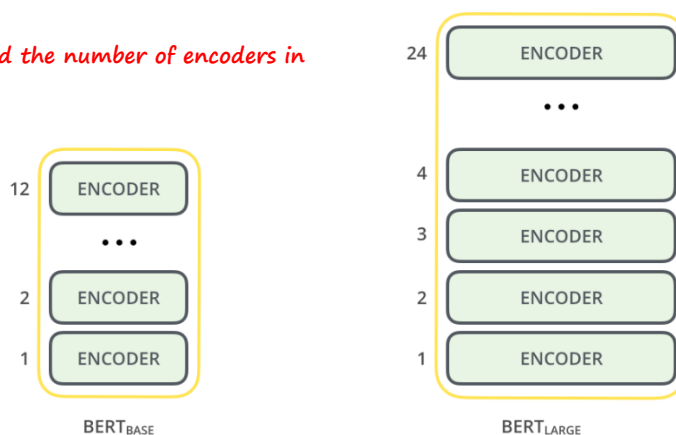 d the number of encoders in
24 ENCODER
...
4 ENCODER
3 ENCODER
2 ENCODER
1 ENCODER
BERTLARGE
12 ENCODER
...
2 ENCODER
1 ENCODER
BERTBASE